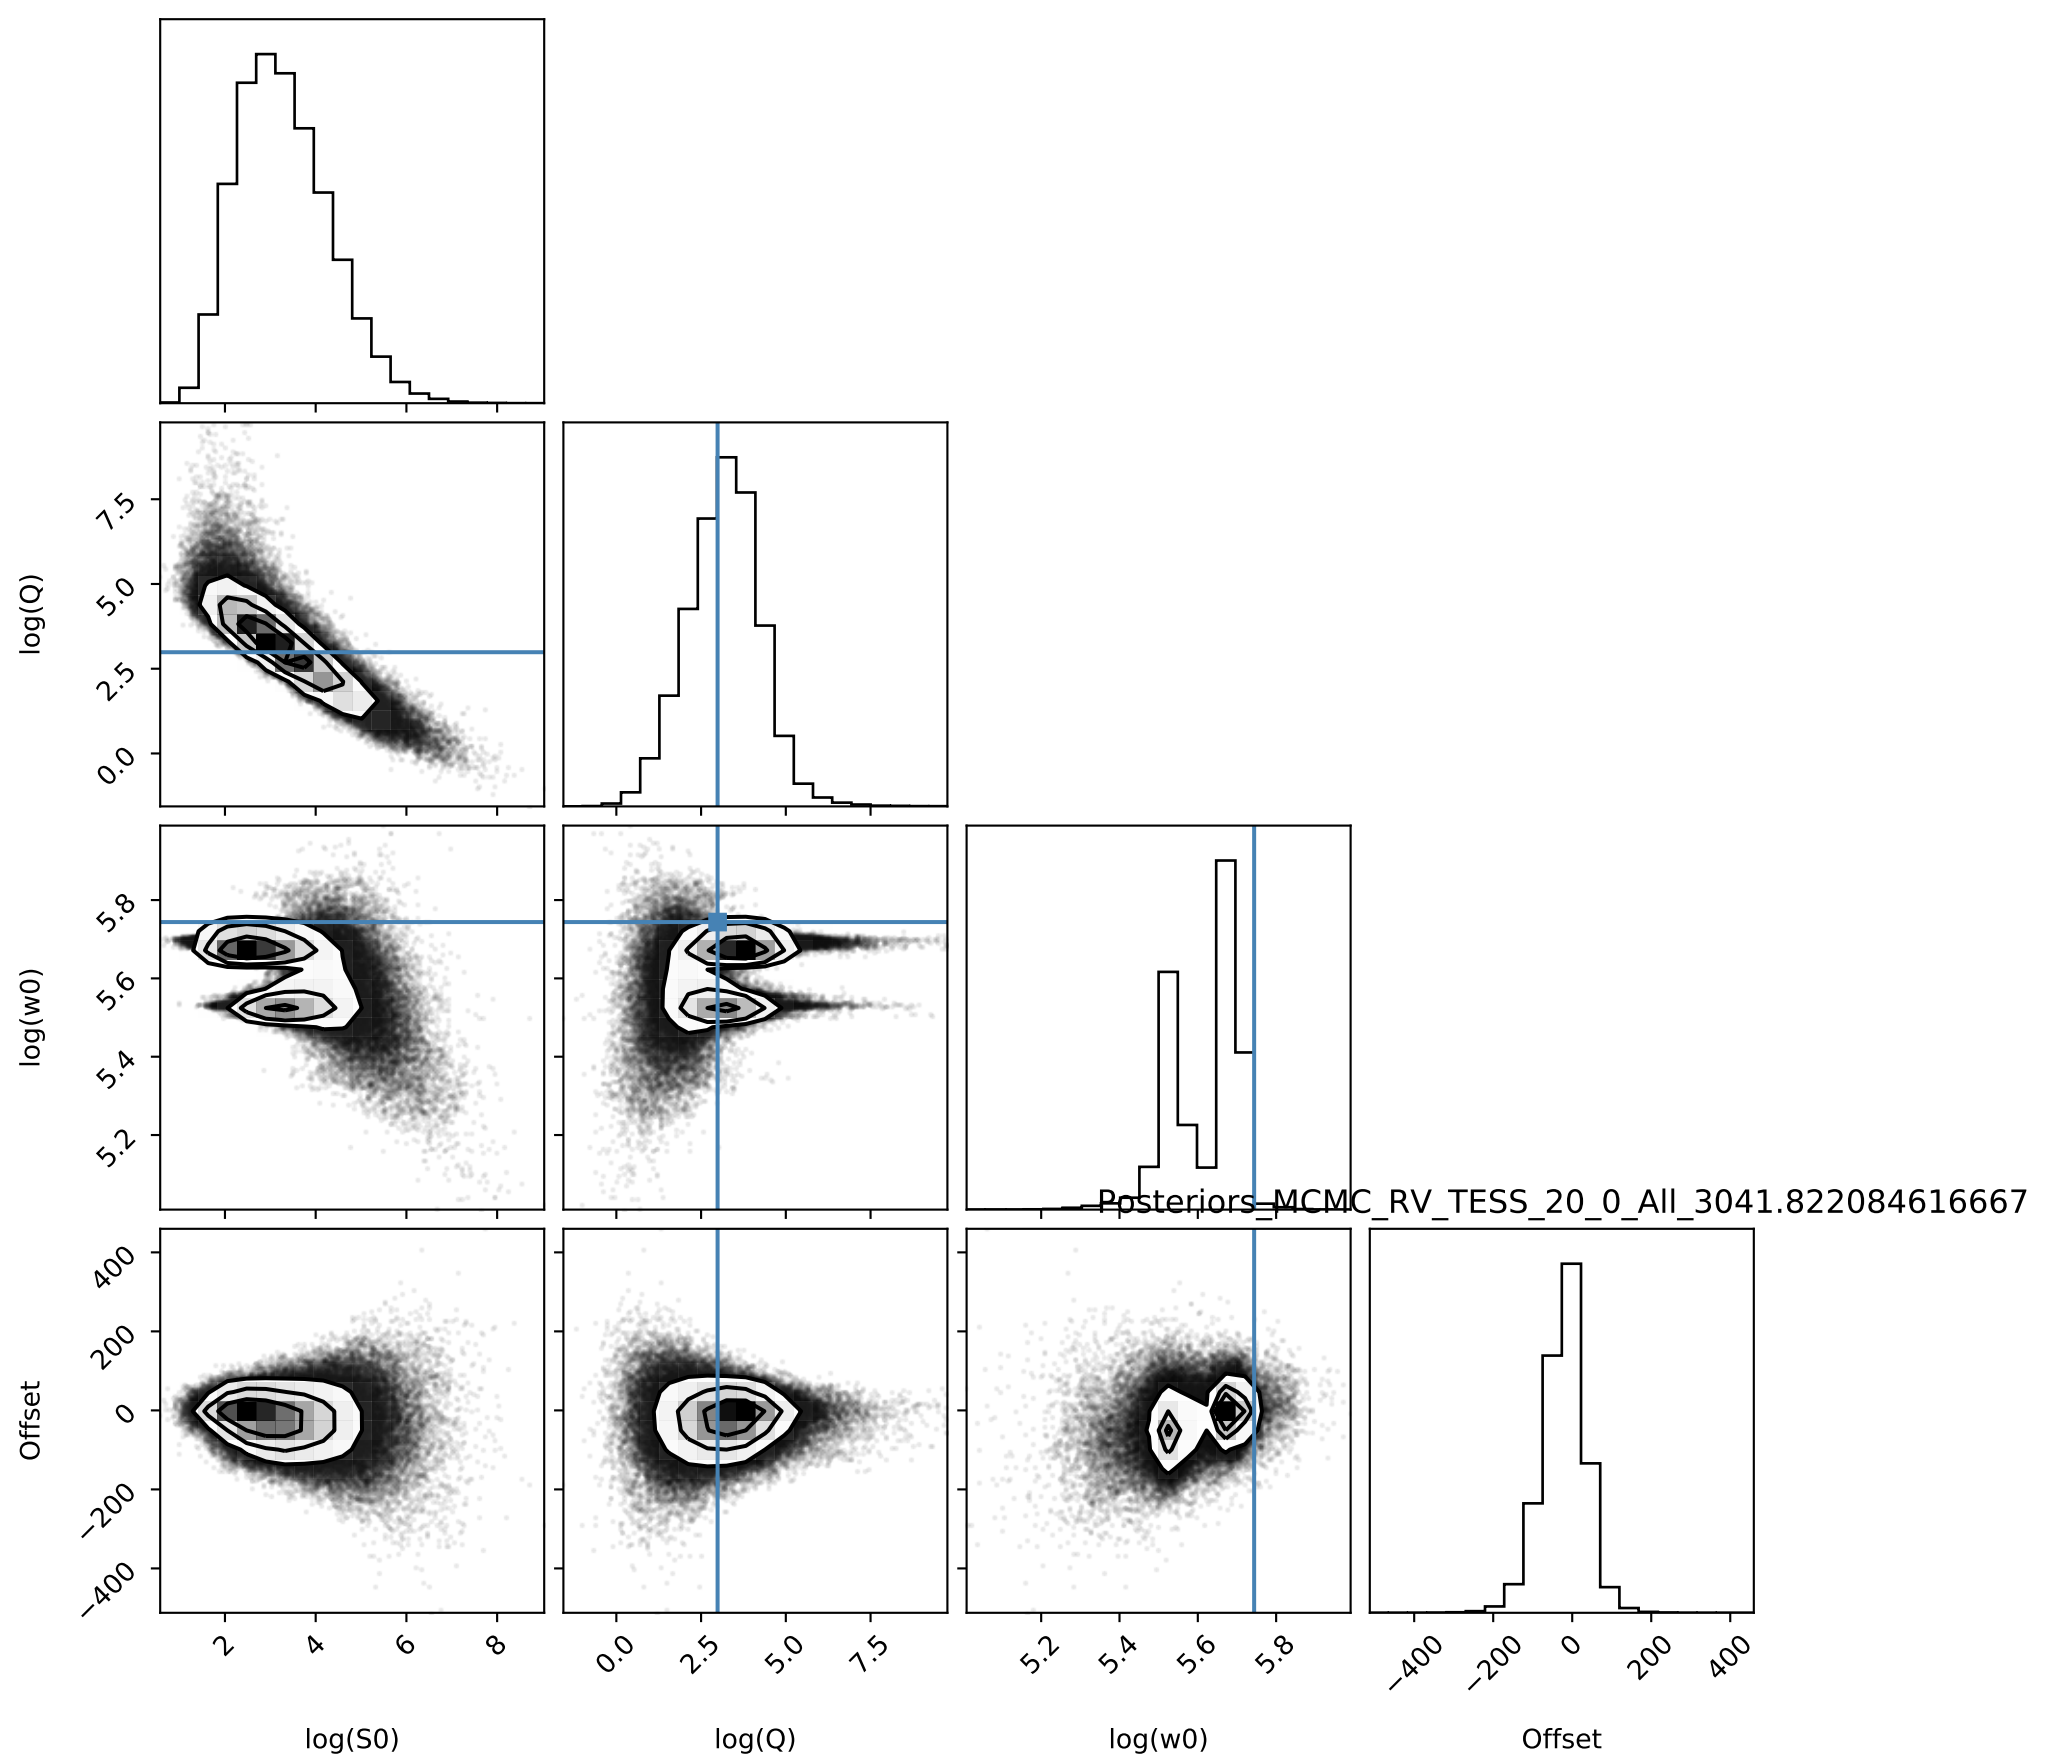 log(Q)
7.5
5.0
2.5
0.0
log(w0)
5.8
5.6
5.4
5.2
Posteriors_MCMC_RV_TESS_20_0_All_3041.822084616667
Offset
400
200
0
−200
−400
2 4 6 8
0.0 2.5 5.0 7.5
5.2 5.4 5.6 5.8
−400 −200 0 200 400
log(S0) log(Q) log(w0) Offset